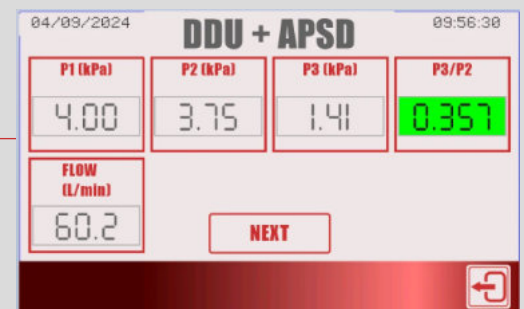 04/09/2024
DDU + APSD
09:56:30
P1 (kPa)
P2 (kPa)
P3 (kPa)
P3/P2
4.00
3.75
1.41
0.357
FLOW
(L/min)
60.2
NEXT